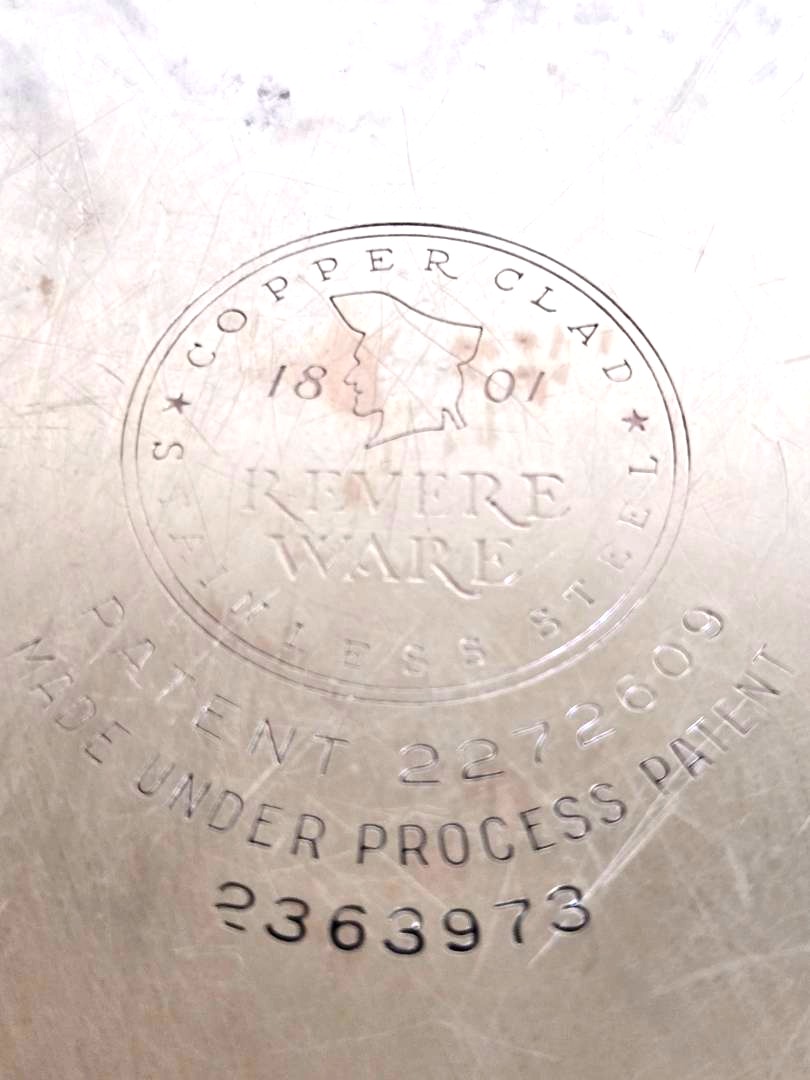 ★ COPPER CLAD ★
1801
REVERE
WARE
STAINLESS STEEL
PATENT 2272609
MADE UNDER PROCESS PATENT
2363973